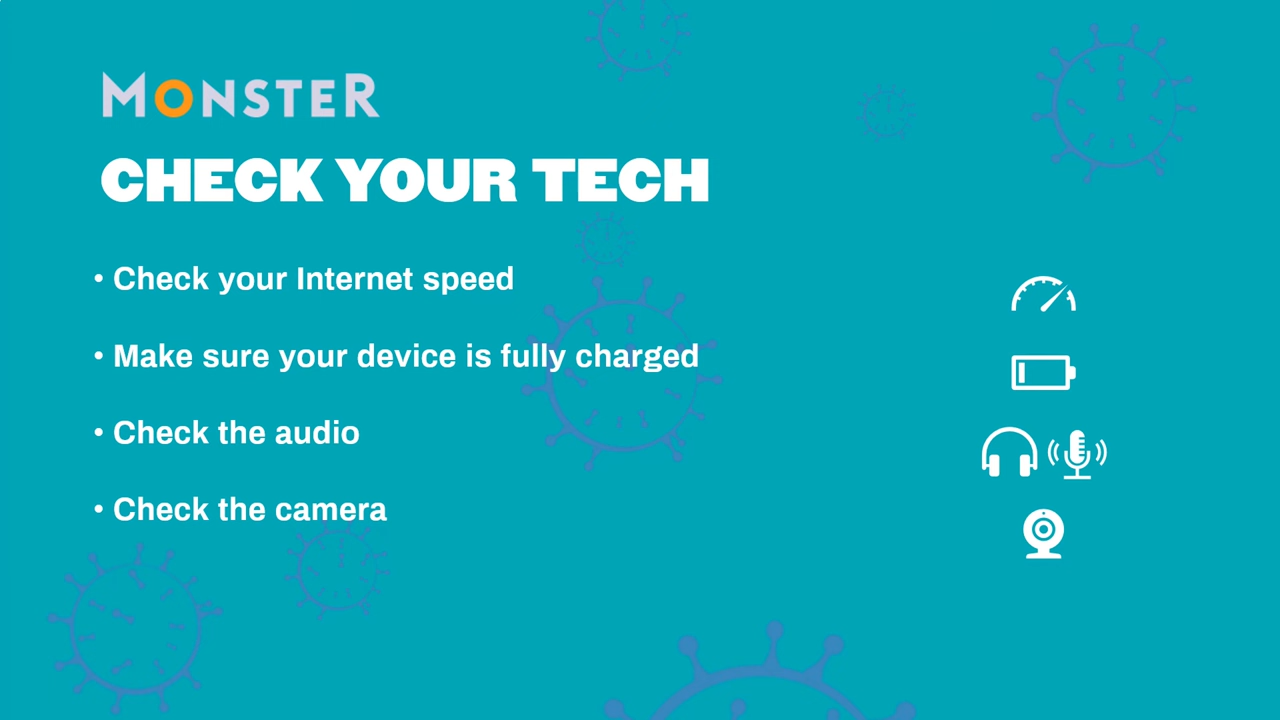 MONSTER
CHECK YOUR TECH
• Check your Internet speed
• Make sure your device is fully charged
• Check the audio
• Check the camera